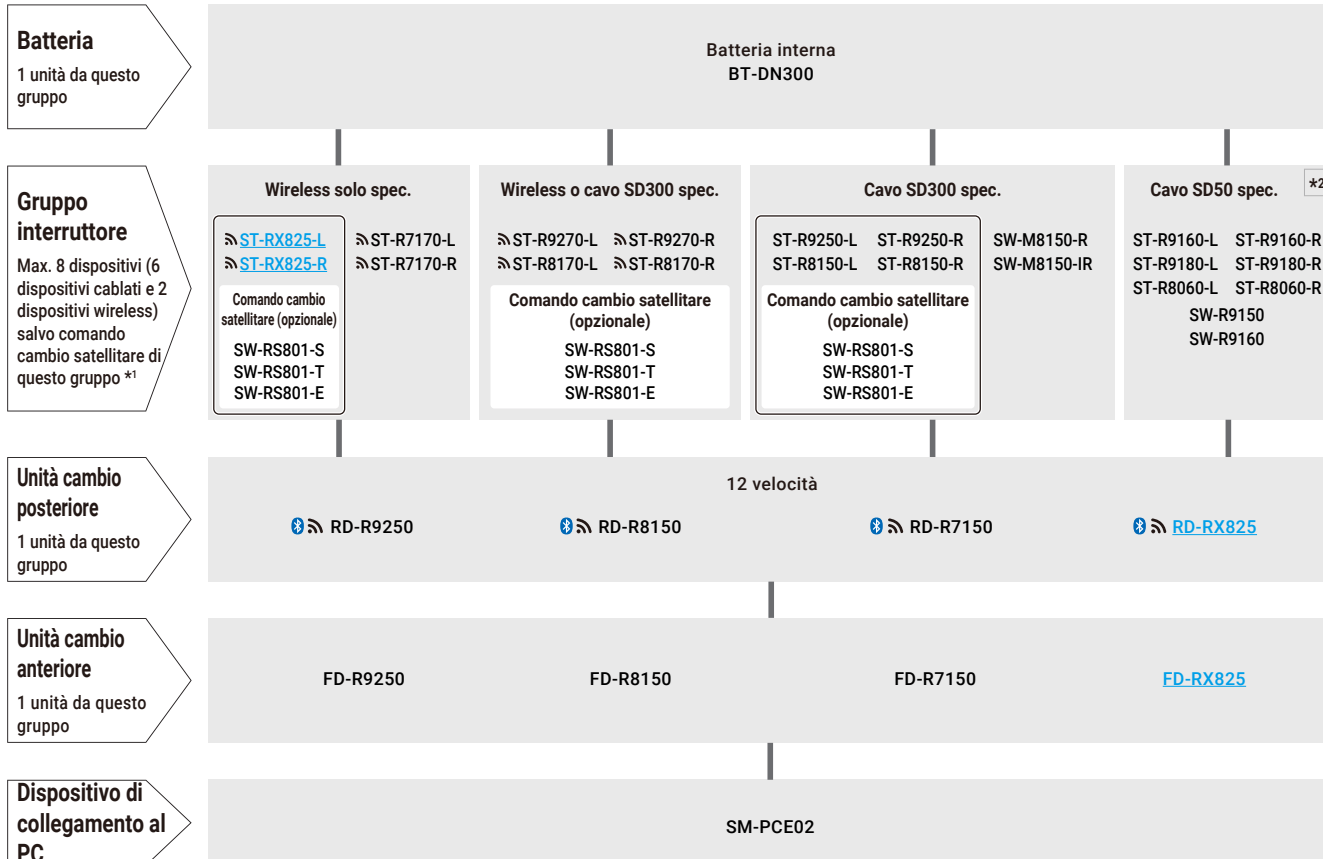 Batteria
1 unità da questo
gruppo
Batteria interna
BT-DN300
Gruppo
interruttore
Max. 8 dispositivi (6
dispositivi cablati e 2
dispositivi wireless)
salvo comando
cambio satellitare di
questo gruppo *1
Wireless solo spec.
ST-RX825-L ST-R7170-L
ST-RX825-R ST-R7170-R
Comando cambio
satellitare (opzionale)
SW-RS801-S
SW-RS801-T
SW-RS801-E
Wireless o cavo SD300 spec.
ST-R9270-L ST-R9270-R
ST-R8170-L ST-R8170-R
Comando cambio satellitare
(opzionale)
SW-RS801-S
SW-RS801-T
SW-RS801-E
Cavo SD300 spec.
ST-R9250-L ST-R9250-R SW-M8150-R
ST-R8150-L ST-R8150-R SW-M8150-IR
Comando cambio satellitare
(opzionale)
SW-RS801-S
SW-RS801-T
SW-RS801-E
Cavo SD50 spec. *2
ST-R9160-L ST-R9160-R
ST-R9180-L ST-R9180-R
ST-R8060-L ST-R8060-R
SW-R9150
SW-R9160
Unità cambio
posteriore
1 unità da questo
gruppo
12 velocità
RD-R9250 RD-R8150 RD-R7150 RD-RX825
Unità cambio
anteriore
1 unità da questo
gruppo
FD-R9250 FD-R8150 FD-R7150 FD-RX825
Dispositivo di
collegamento al
PC
SM-PCE02